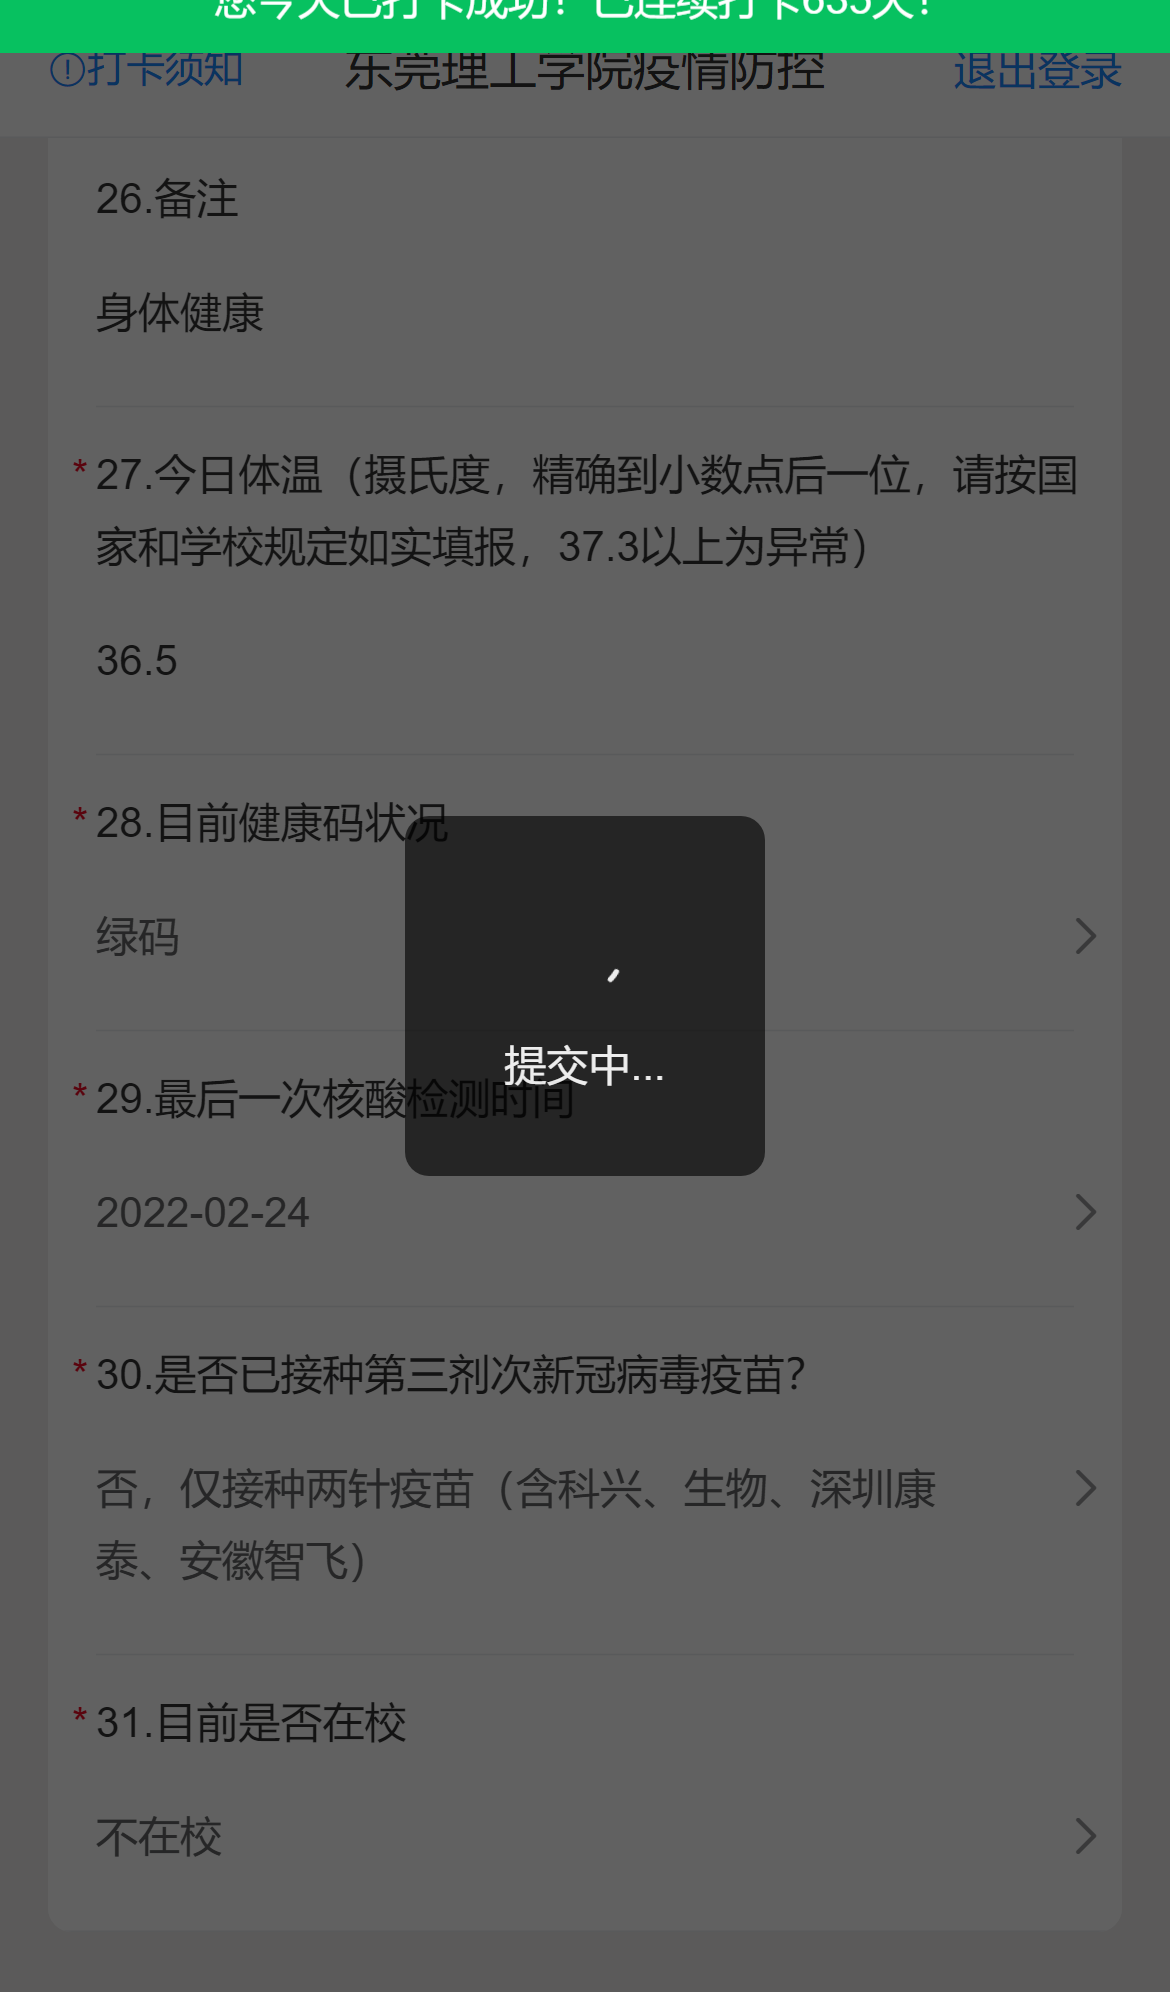 您今天已打卡成功！已连续打卡635天！
打卡须知 东莞理工学院疫情防控 退出登录
26.备注
身体健康
* 27.今日体温（摄氏度，精确到小数点后一位，请按国
家和学校规定如实填报，37.3以上为异常）
36.5
* 28.目前健康码状况
绿码
提交中...
* 29.最后一次核酸检测时间
2022-02-24
* 30.是否已接种第三剂次新冠病毒疫苗？
否，仅接种两针疫苗（含科兴、生物、深圳康
泰、安徽智飞）
* 31.目前是否在校
不在校